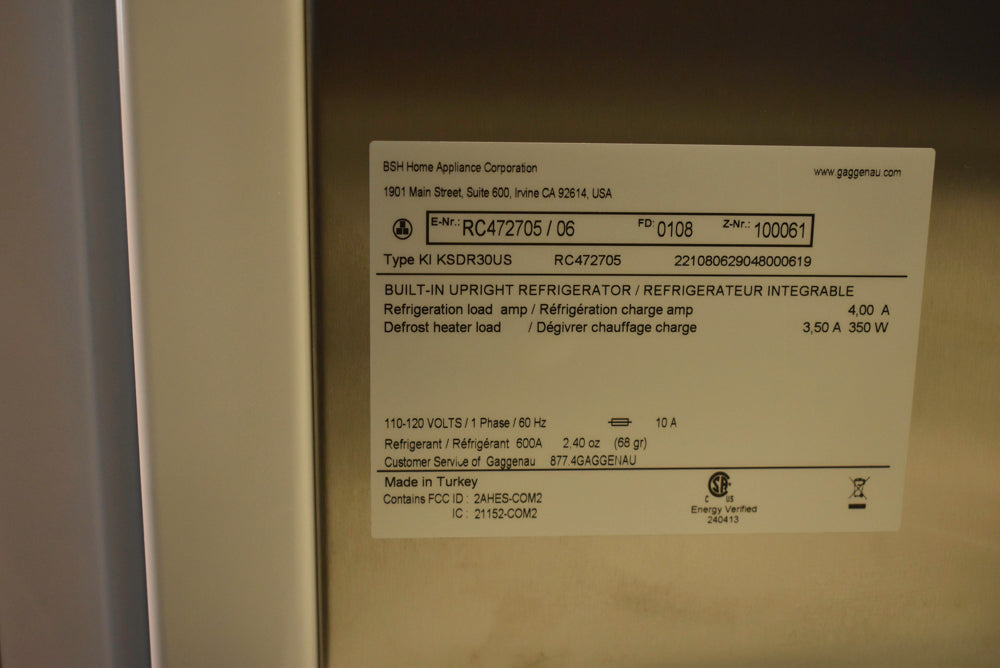 BSH Home Appliance Corporation
www.gaggenau.com
1901 Main Street, Suite 600, Irvine CA 92614, USA
E-Nr.: RC472705 / 06 FD: 0108 Z-Nr.: 100061
Type KI KSDR30US RC472705 221080629048000619
BUILT-IN UPRIGHT REFRIGERATOR / REFRIGERATEUR INTEGRABLE
Refrigeration load amp / Réfrigération charge amp 4,00 A
Defrost heater load / Dégivrer chauffage charge 3,50 A 350 W
110-120 VOLTS / 1 Phase / 60 Hz 10 A
Refrigerant / Réfrigérant 600A 2.40 oz (68 gr)
Customer Service of Gaggenau 877.4GAGGENAU
Made in Turkey
Contains FCC ID : 2AHES-COM2
IC : 21152-COM2
SA
C US
Energy Verified
240413